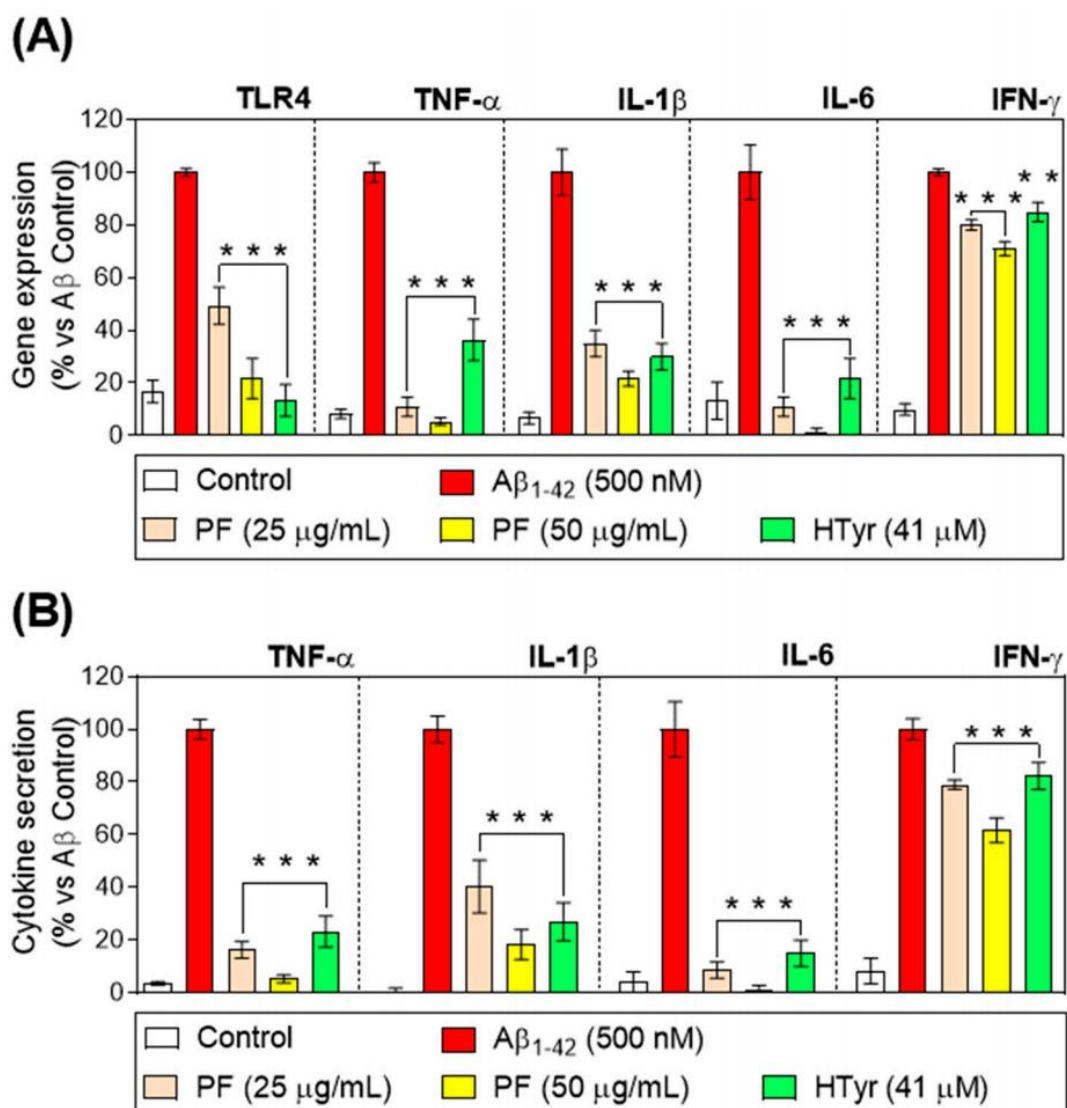 (A)
TLR4 TNF-α IL-1β IL-6 IFN-γ
120
100
80
60
40
20
0
Gene expression
(% vs Aβ Control)
* * *
* * *
* * *
* * *
* * *
* *
Control Aβ1-42 (500 nM)
PF (25 μg/mL) PF (50 μg/mL) HTyr (41 μM)
(B)
TNF-α IL-1β IL-6 IFN-γ
120
100
80
60
40
20
0
Cytokine secretion
(% vs Aβ Control)
* * *
* * *
* * *
* * *
Control Aβ1-42 (500 nM)
PF (25 μg/mL) PF (50 μg/mL) HTyr (41 μM)